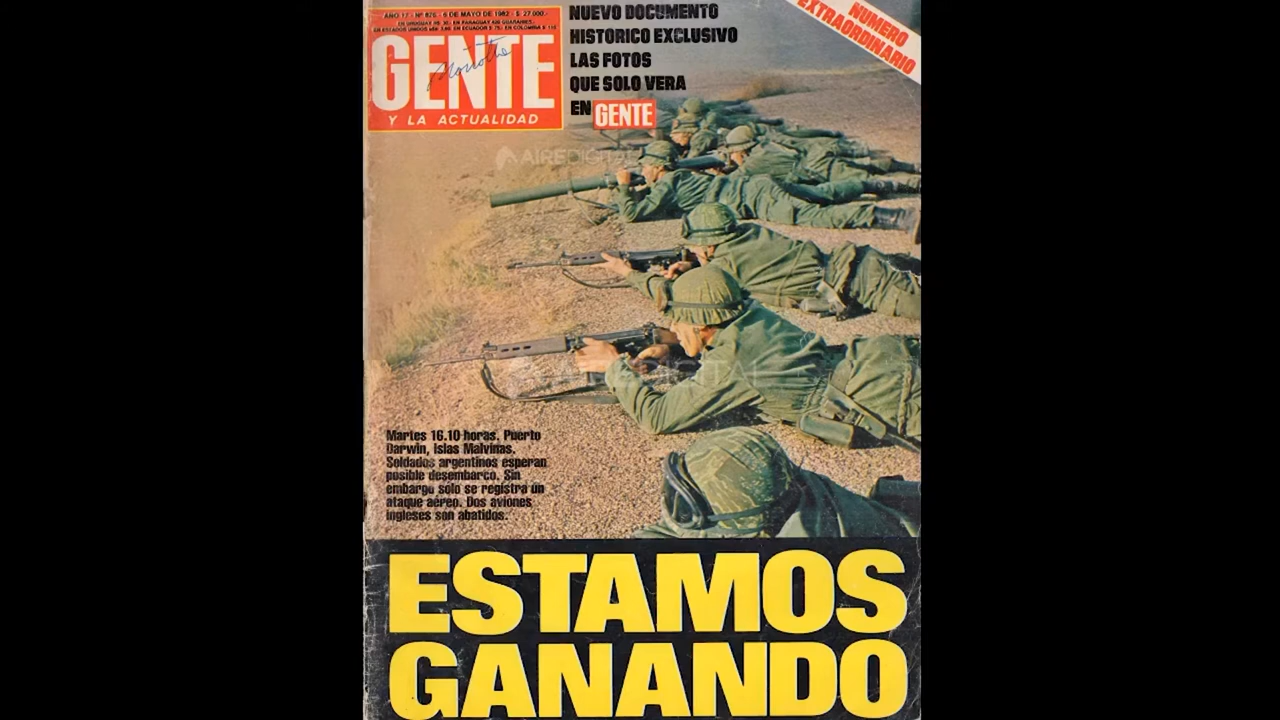 AÑO 17 - Nº 876 - 6 DE MAYO DE 1982 - $ 27.000.-
GENTE
Y LA ACTUALIDAD
NUEVO DOCUMENTO
HISTORICO EXCLUSIVO
LAS FOTOS
QUE SOLO VERA
EN GENTE
NUMERO
EXTRAORDINARIO
AIREDIGITAL
AIREDIGITAL
Martes 16.10 horas. Puerto
Darwin, Islas Malvinas.
Soldados argentinos esperan
posible desembarco. Sin
embargo sólo se registra un
ataque aéreo. Dos aviones
ingleses son abatidos.
ESTAMOS
GANANDO